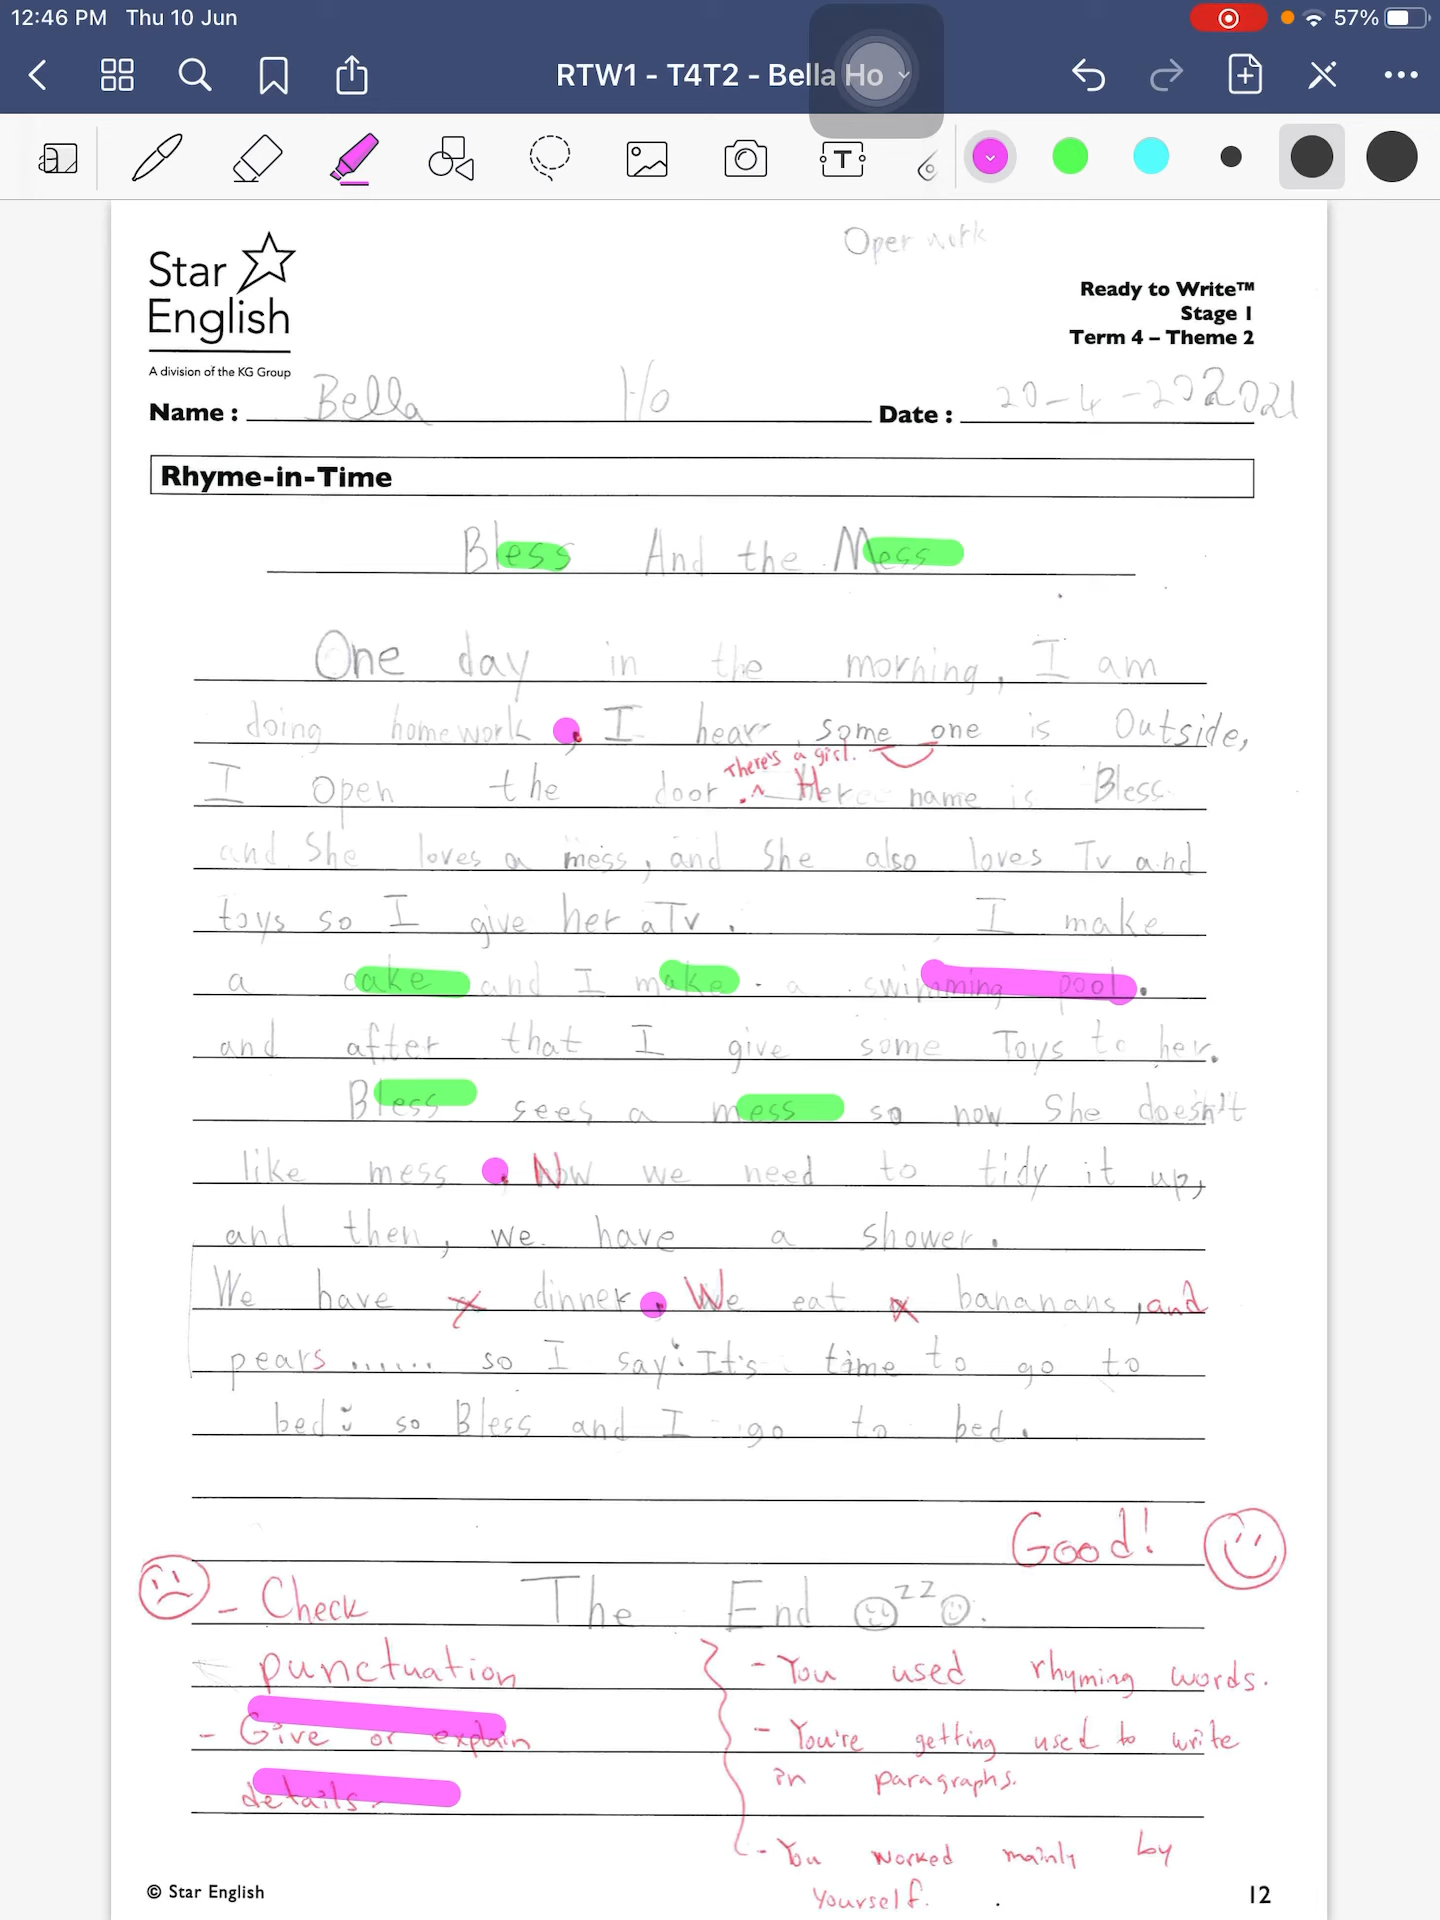 12:46 PM Thu 10 Jun
57%
RTW1 - T4T2 - Bella Ho
Oper work
Star
English
A division of the KG Group
Ready to Write™
Stage 1
Term 4 – Theme 2
Name : Bella Ho Date : 20-4-2022021
Rhyme-in-Time
Bless And the Mess
One day in the morning, I am
doing homework . I hear some one is Outside,
There's a girl.
I open the door . ^ Here name is Bless
and She loves a mess, and She also loves Tv and
toys so I give her a Tv. I make
a cake and I make a swimming pool.
and after that I give some Toys to her.
Bless sees a mess so now She doesn't
like mess . Now we need to tidy it up,
and then, we have a shower.
We have x dinner. We eat x bananans, and
pears ....... so I say: It's time to go to
bed: so Bless and I go to bed.
Good!
The End zz
- Check
punctuation
- Give or explain
details.
- You used rhyming words.
- You're getting used to write
in paragraphs.
- You worked mainly by
yourself.
© Star English
12